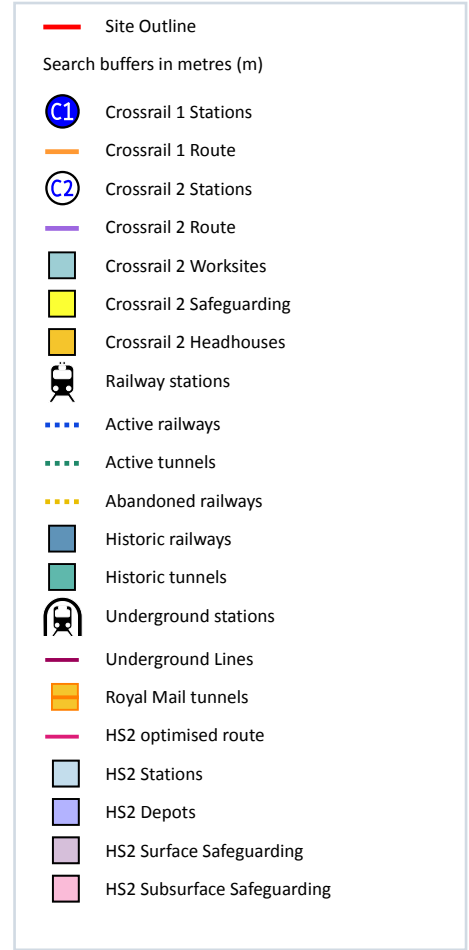 Site Outline
Search buffers in metres (m)
C1 Crossrail 1 Stations
Crossrail 1 Route
C2 Crossrail 2 Stations
Crossrail 2 Route
Crossrail 2 Worksites
Crossrail 2 Safeguarding
Crossrail 2 Headhouses
Railway stations
Active railways
Active tunnels
Abandoned railways
Historic railways
Historic tunnels
Underground stations
Underground Lines
Royal Mail tunnels
HS2 optimised route
HS2 Stations
HS2 Depots
HS2 Surface Safeguarding
HS2 Subsurface Safeguarding